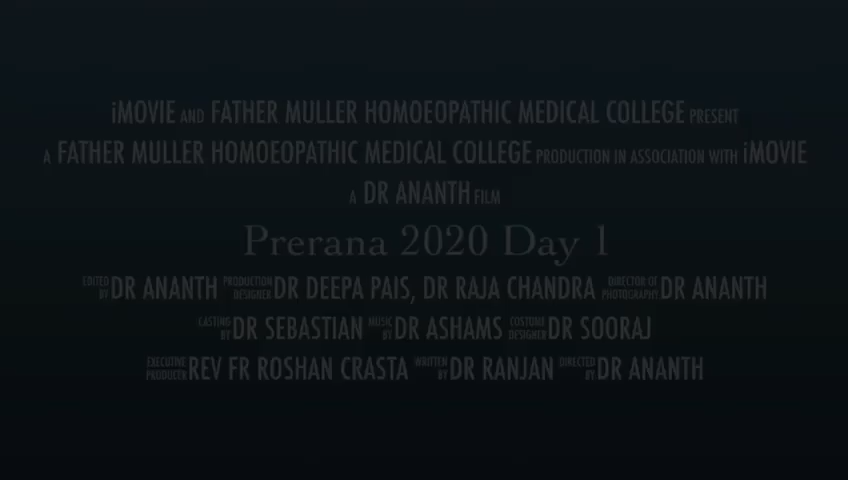 iMOVIE AND FATHER MULLER HOMOEOPATHIC MEDICAL COLLEGE PRESENT
A FATHER MULLER HOMOEOPATHIC MEDICAL COLLEGE PRODUCTION IN ASSOCIATION WITH iMOVIE
A DR ANANTH FILM
Prerana 2020 Day 1
EDITED BY DR ANANTH PRODUCTION DESIGNER DR DEEPA PAIS, DR RAJA CHANDRA DIRECTOR OF PHOTOGRAPHY DR ANANTH
CASTING BY DR SEBASTIAN MUSIC BY DR ASHAMS COSTUME DESIGNER DR SOORAJ
EXECUTIVE PRODUCER REV FR ROSHAN CRASTA WRITTEN BY DR RANJAN DIRECTED BY DR ANANTH